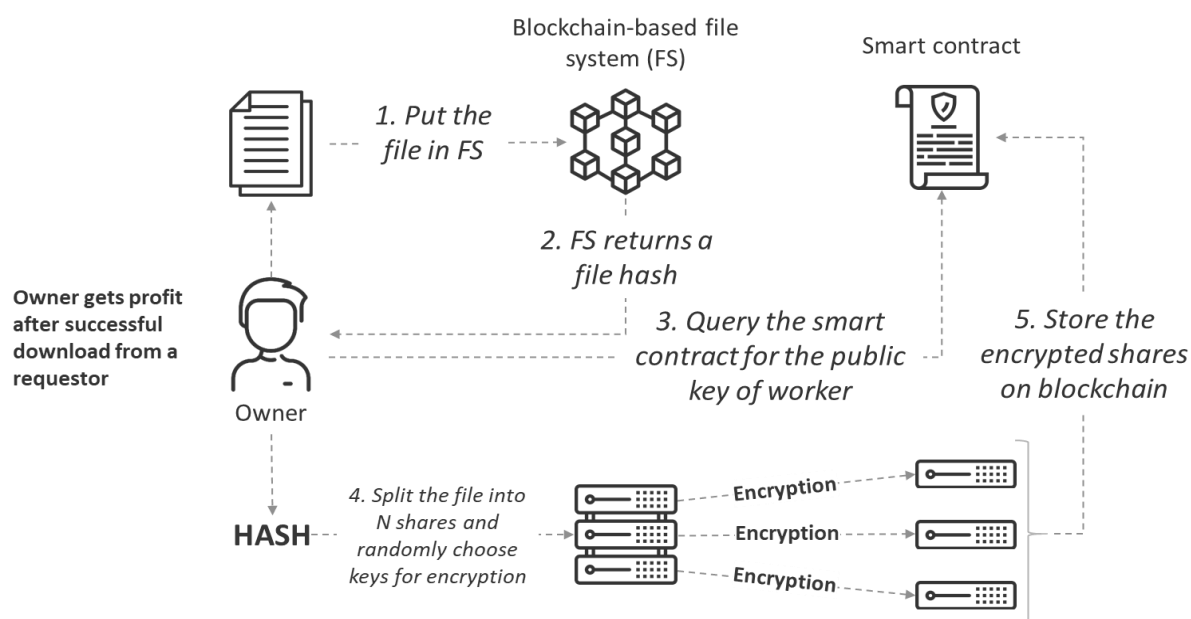 Blockchain-based file
system (FS)
Smart contract
1. Put the
file in FS
2. FS returns a
file hash
Owner gets profit
after successful
download from a
requestor
3. Query the smart
contract for the public
key of worker
5. Store the
encrypted shares
on blockchain
Owner
4. Split the file into
N shares and
randomly choose
keys for encryption
HASH
Encryption
Encryption
Encryption